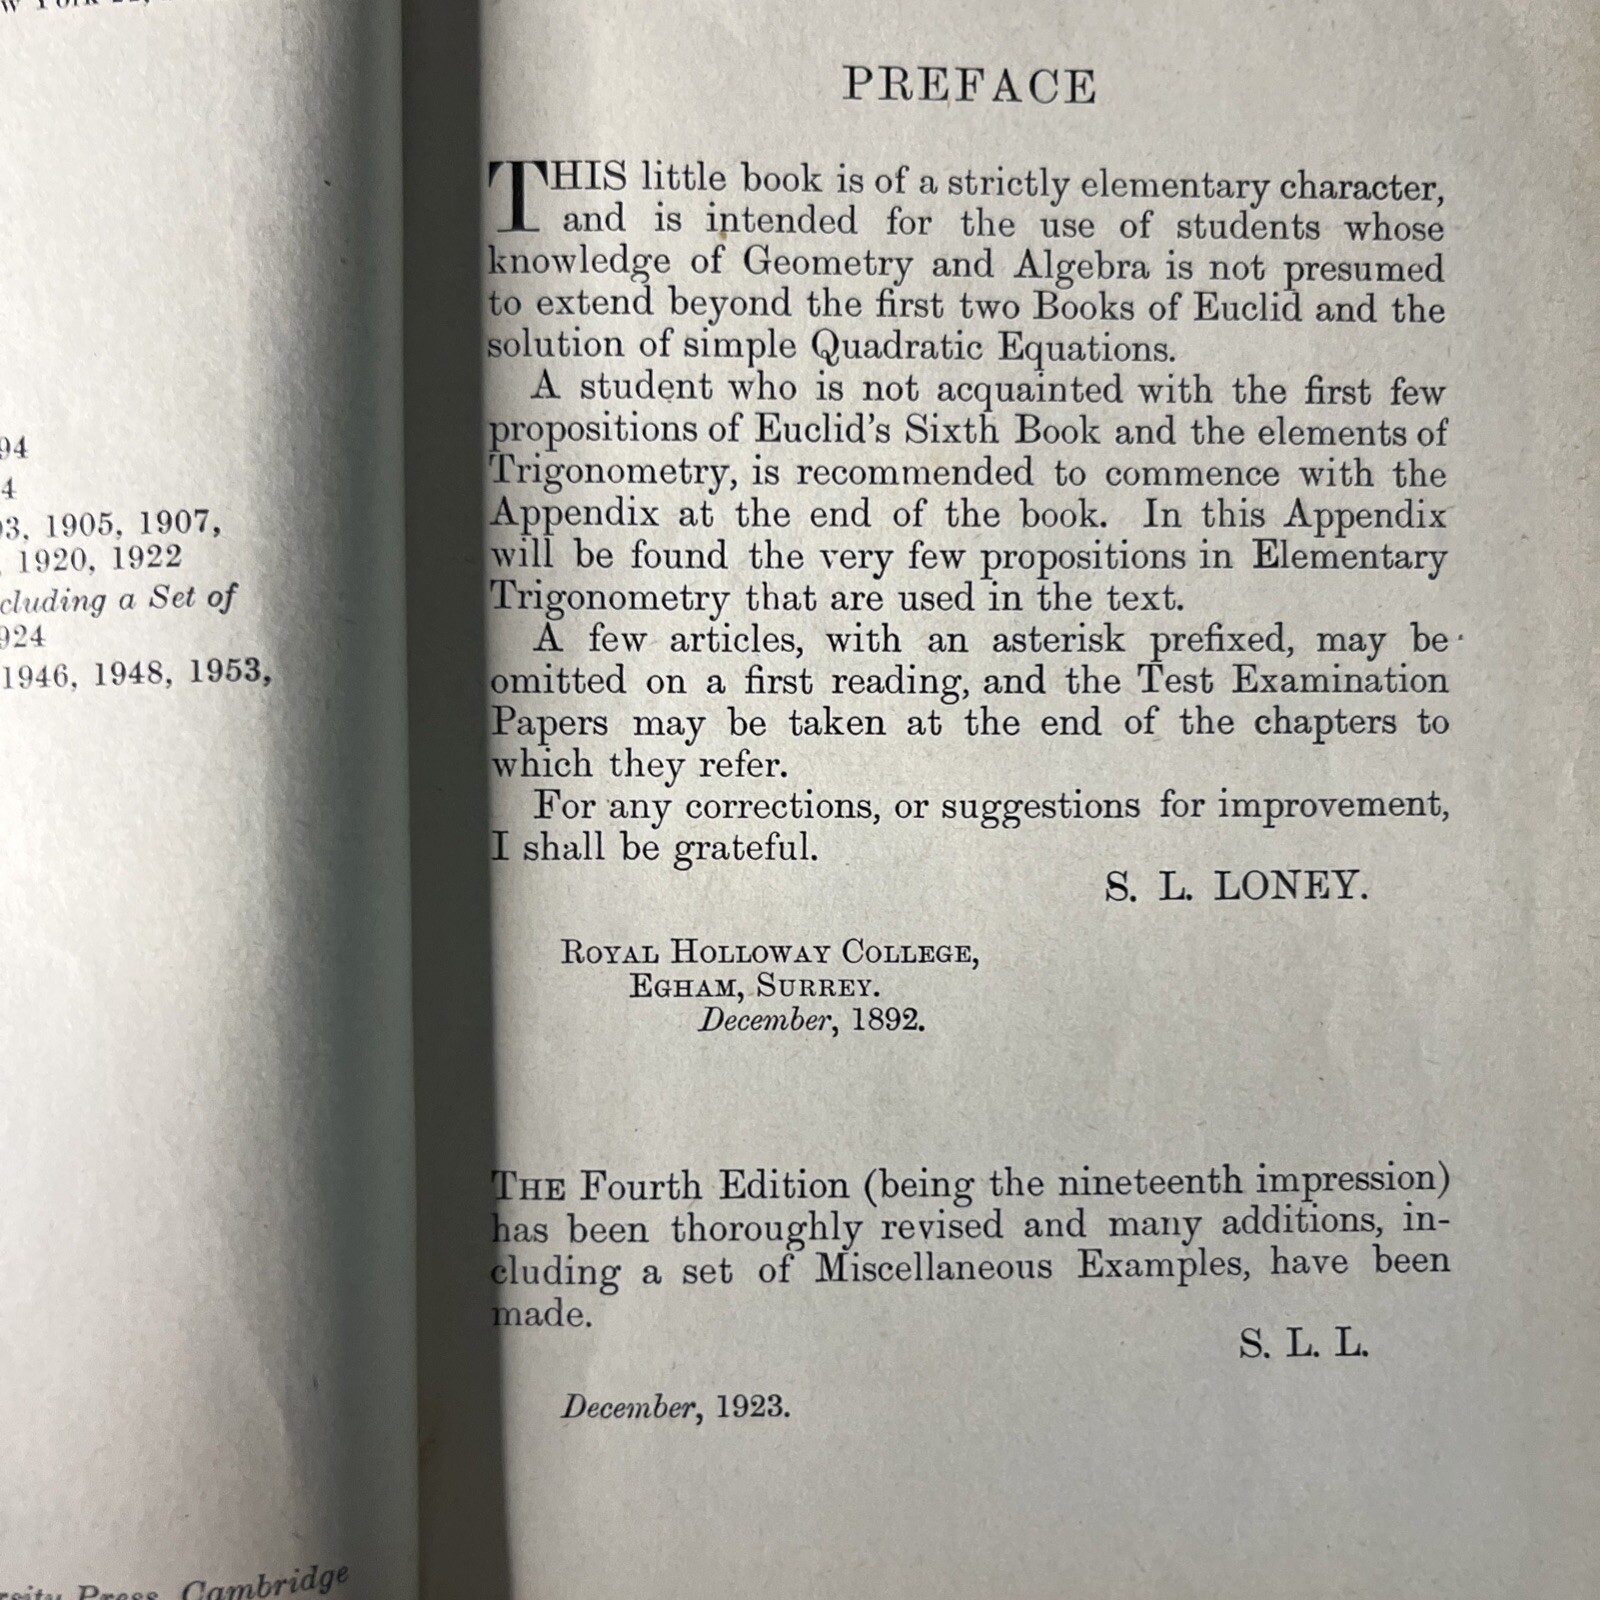 94
4
1905, 1907,
1920, 1922
a Set of
924
1946, 1948, 1953,
Press, Cambridge
PREFACE
THIS little book is of a strictly elementary character,
and is intended for the use of students whose
knowledge of Geometry and Algebra is not presumed
to extend beyond the first two Books of Euclid and the
solution of simple Quadratic Equations.
A student who is not acquainted with the first few
propositions of Euclid's Sixth Book and the elements of
Trigonometry, is recommended to commence with the
Appendix at the end of the book. In this Appendix
will be found the very few propositions in Elementary
Trigonometry that are used in the text.
A few articles, with an asterisk prefixed, may be
omitted on a first reading, and the Test Examination
Papers may be taken at the end of the chapters to
which they refer.
For any corrections, or suggestions for improvement,
I shall be grateful.
S. L. LONEY.
ROYAL HOLLOWAY COLLEGE,
EGHAM, SURREY.
December, 1892.
THE Fourth Edition (being the nineteenth impression)
has been thoroughly revised and many additions, in-
cluding a set of Miscellaneous Examples, have been
made.
S. L. L.
December, 1923.